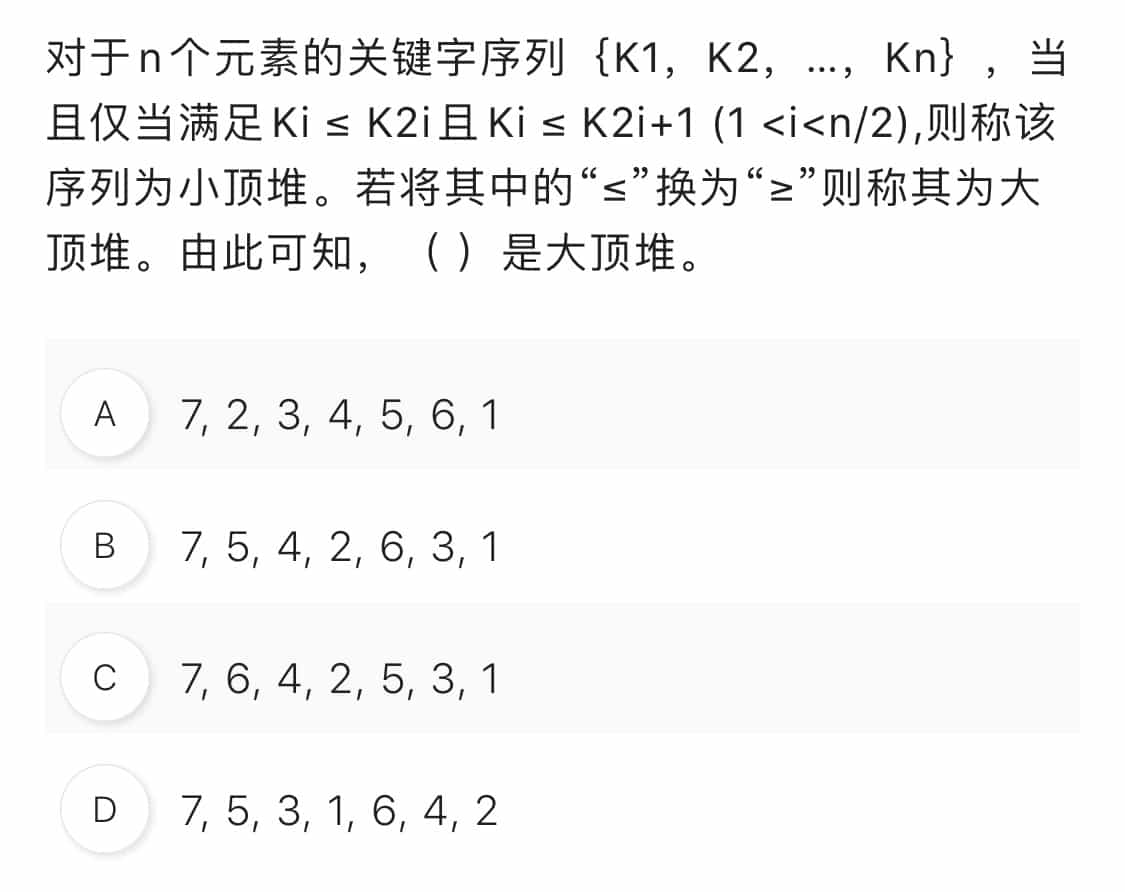 对于n个元素的关键字序列｛K1，K2，...，Kn｝，当
且仅当满足Ki ≤ K2i且Ki ≤ K2i+1 (1 <i<n/2),则称该
序列为小顶堆。若将其中的“≤”换为“≥”则称其为大
顶堆。由此可知，（ ）是大顶堆。
A 7, 2, 3, 4, 5, 6, 1
B 7, 5, 4, 2, 6, 3, 1
C 7, 6, 4, 2, 5, 3, 1
D 7, 5, 3, 1, 6, 4, 2